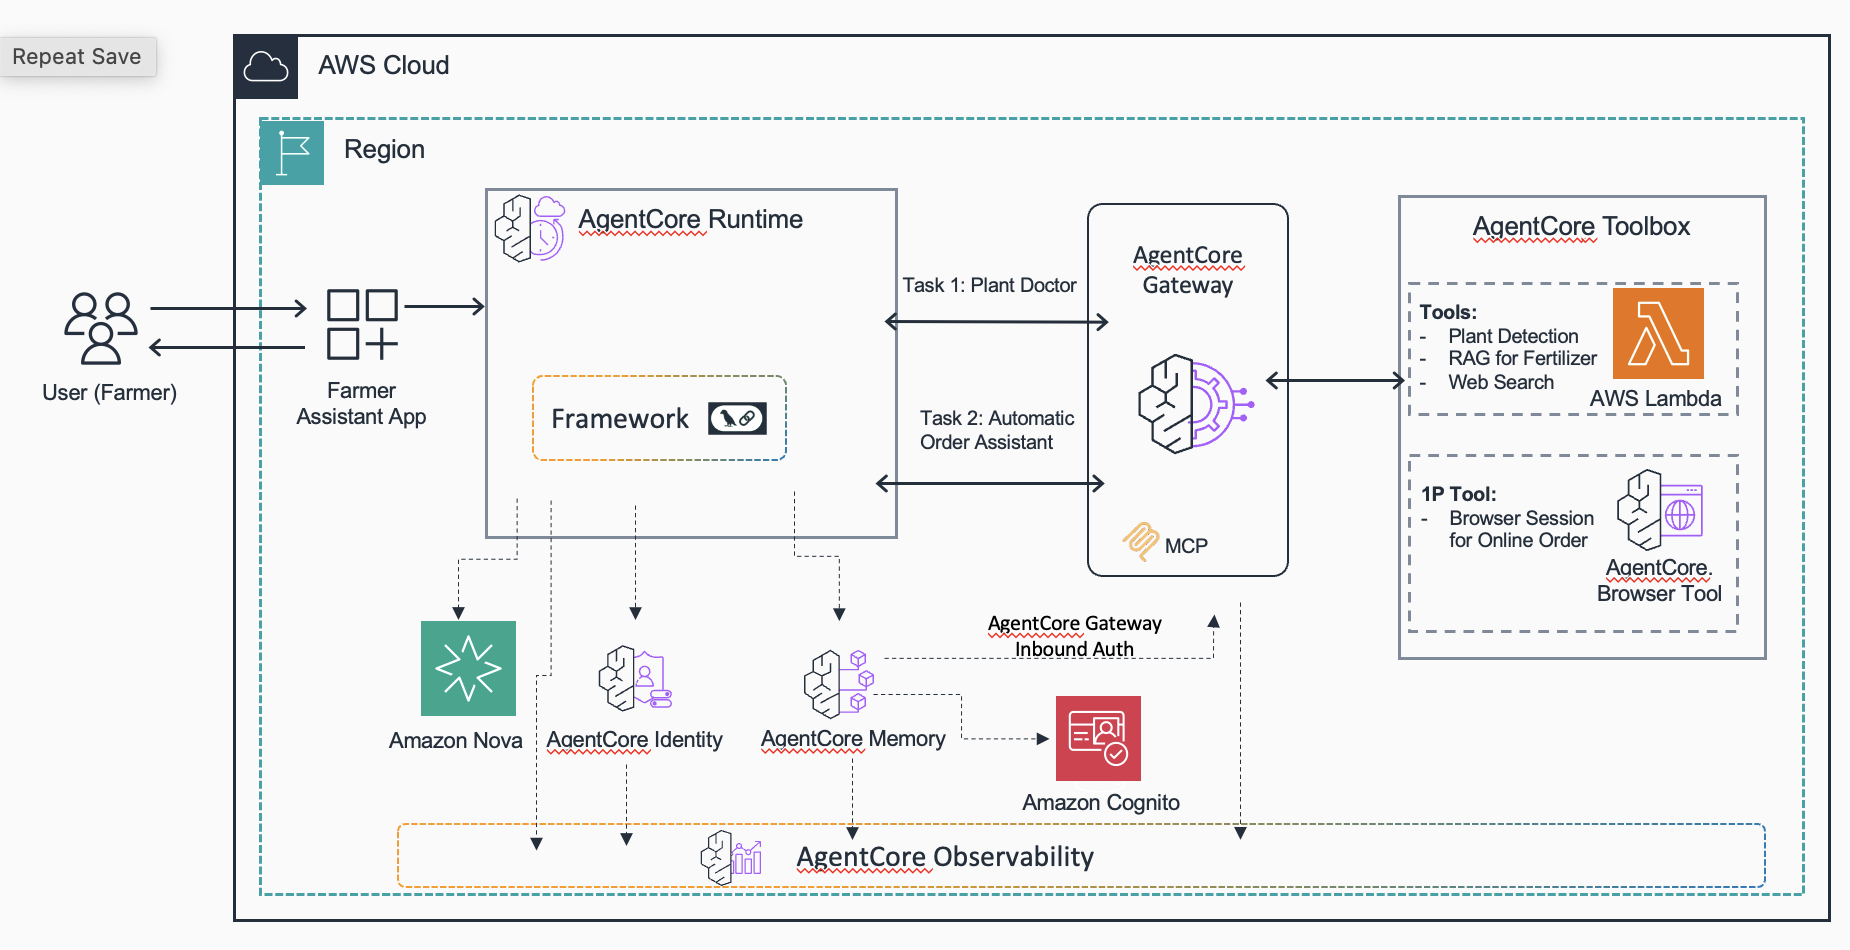 Repeat Save
AWS Cloud
Region
AgentCore Runtime
AgentCore
Gateway
AgentCore Toolbox
Task 1: Plant Doctor
Tools:
- Plant Detection
- RAG for Fertilizer
- Web Search
AWS Lambda
User (Farmer)
Farmer
Assistant App
Framework
Task 2: Automatic
Order Assistant
1P Tool:
- Browser Session
for Online Order
MCP
AgentCore.
Browser Tool
AgentCore Gateway
Inbound Auth
Amazon Nova
AgentCore Identity
AgentCore Memory
Amazon Cognito
AgentCore Observability